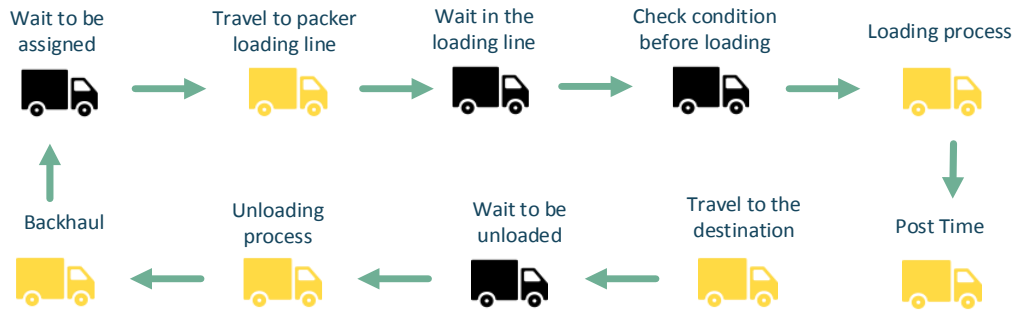 Wait to be
assigned
Travel to packer
loading line
Wait in the
loading line
Check condition
before loading
Loading process
Backhaul
Unloading
process
Wait to be
unloaded
Travel to the
destination
Post Time